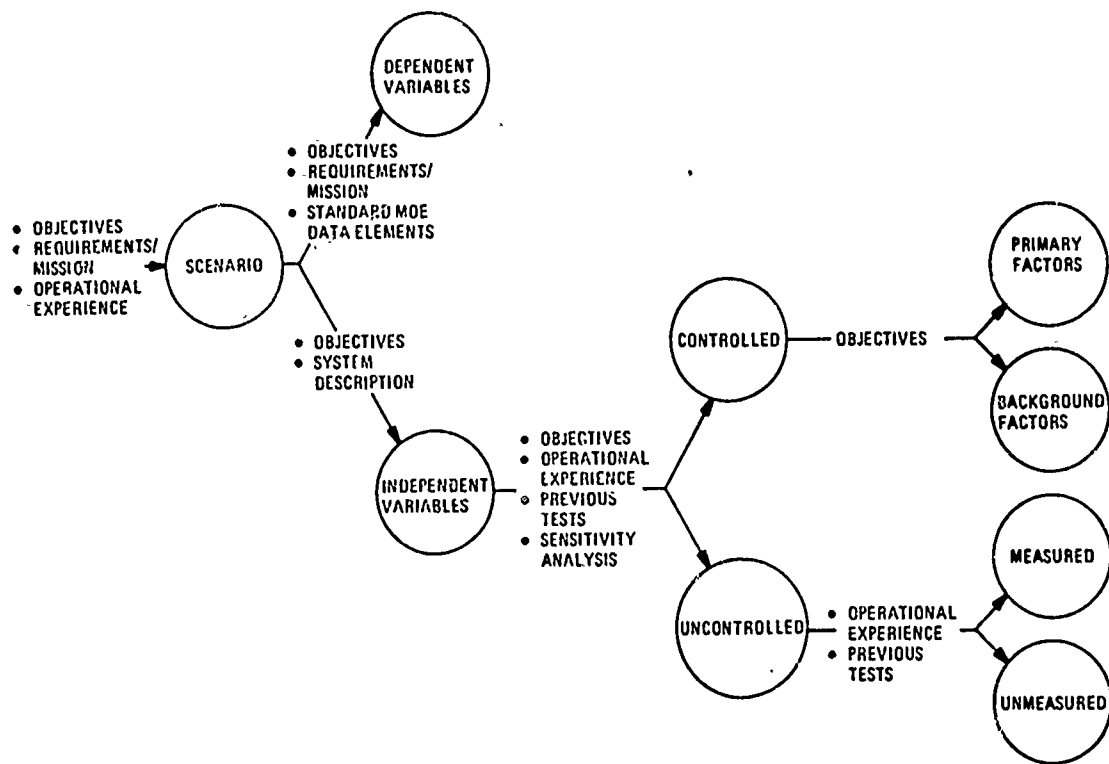 DEPENDENT
VARIABLES
• OBJECTIVES
• REQUIREMENTS/
MISSION
• STANDARD MOE
DATA ELEMENTS
• OBJECTIVES
• REQUIREMENTS/
MISSION
• OPERATIONAL
EXPERIENCE
SCENARIO
• OBJECTIVES
• SYSTEM
DESCRIPTION
INDEPENDENT
VARIABLES
• OBJECTIVES
• OPERATIONAL
EXPERIENCE
• PREVIOUS
TESTS
• SENSITIVITY
ANALYSIS
CONTROLLED
OBJECTIVES
PRIMARY
FACTORS
BACKGROUND
FACTORS
UNCONTROLLED
• OPERATIONAL
EXPERIENCE
• PREVIOUS
TESTS
MEASURED
UNMEASURED